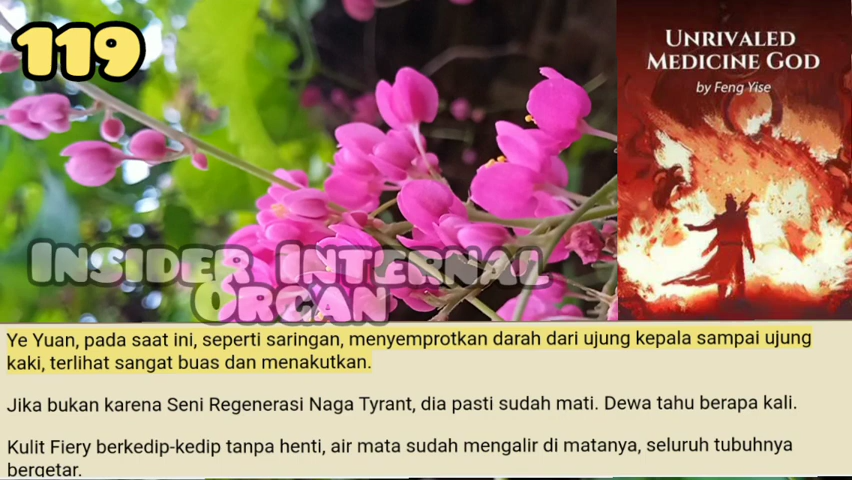 119
UNRIVALED
MEDICINE GOD
by Feng Yise
INSIDER INTERNAL
ORGAN
Ye Yuan, pada saat ini, seperti saringan, menyemprotkan darah dari ujung kepala sampai ujung
kaki, terlihat sangat buas dan menakutkan.
Jika bukan karena Seni Regenerasi Naga Tyrant, dia pasti sudah mati. Dewa tahu berapa kali.
Kulit Fiery berkedip-kedip tanpa henti, air mata sudah mengalir di matanya, seluruh tubuhnya
bergetar.